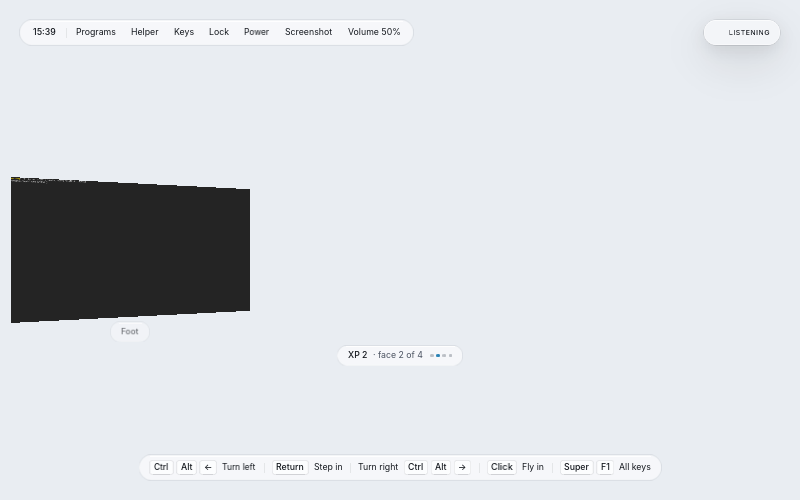 15:39 Programs Helper Keys Lock Power Screenshot Volume 50%
LISTENING
Foot
XP 2 · face 2 of 4
Ctrl Alt ← Turn left Return Step in Turn right Ctrl Alt → Click Fly in Super F1 All keys